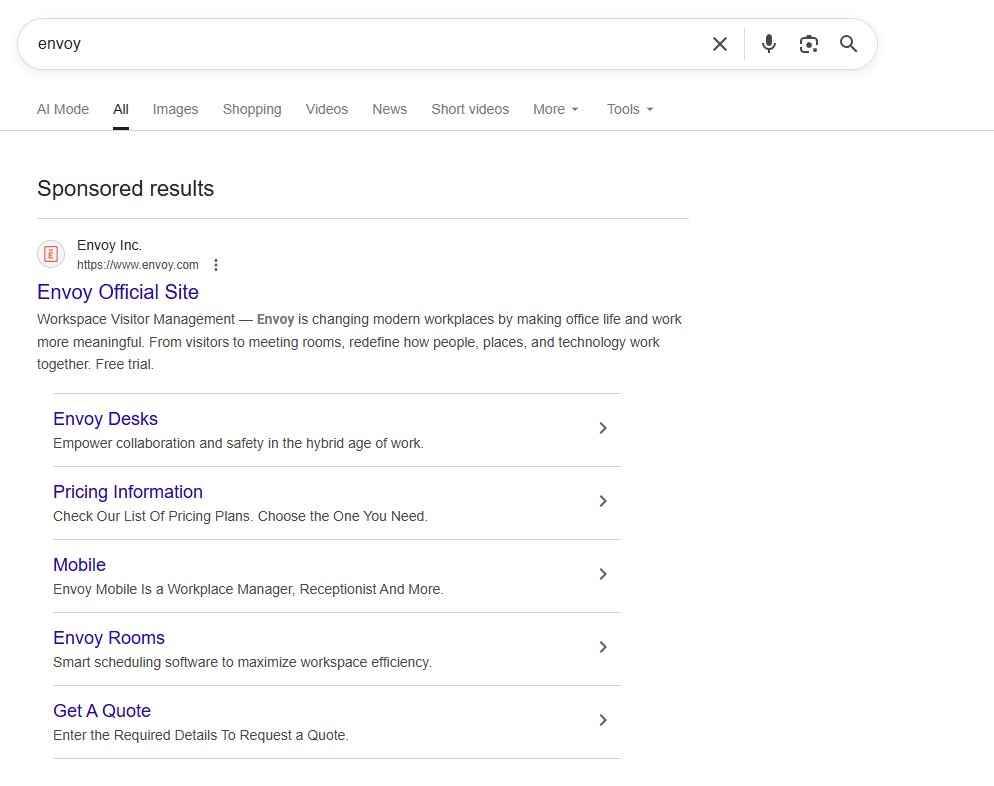 envoy
AI Mode All Images Shopping Videos News Short videos More Tools
Sponsored results
Envoy Inc.
https://www.envoy.com
Envoy Official Site
Workspace Visitor Management — Envoy is changing modern workplaces by making office life and work
more meaningful. From visitors to meeting rooms, redefine how people, places, and technology work
together. Free trial.
Envoy Desks
Empower collaboration and safety in the hybrid age of work.
Pricing Information
Check Our List Of Pricing Plans. Choose the One You Need.
Mobile
Envoy Mobile Is a Workplace Manager, Receptionist And More.
Envoy Rooms
Smart scheduling software to maximize workspace efficiency.
Get A Quote
Enter the Required Details To Request a Quote.